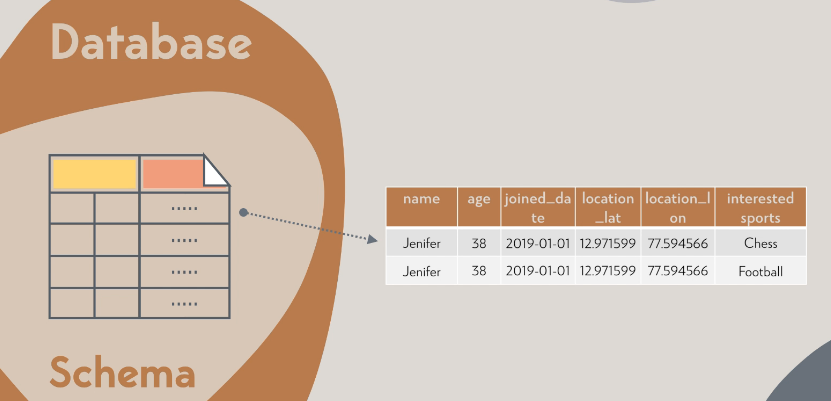 Database
name age joined_da location location_l interested
te _lat on sports
Jenifer 38 2019-01-01 12.971599 77.594566 Chess
Jenifer 38 2019-01-01 12.971599 77.594566 Football
Schema